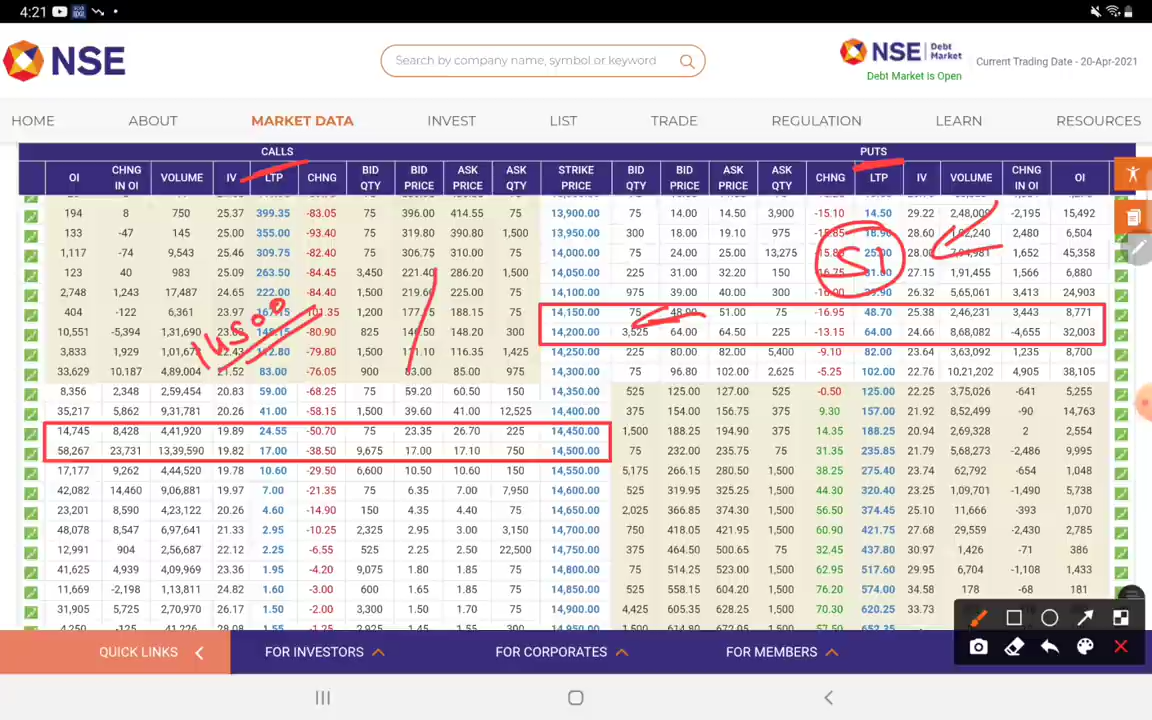 4:21
NSE
Search by company name, symbol or keyword
NSE Debt Market
Debt Market is Open
Current Trading Date - 20-Apr-2021
HOME ABOUT MARKET DATA INVEST LIST TRADE REGULATION LEARN RESOURCES
CALLS PUTS
OI CHNG IN OI VOLUME IV LTP CHNG BID QTY BID PRICE ASK PRICE ASK QTY STRIKE PRICE BID QTY BID PRICE ASK PRICE ASK QTY CHNG LTP IV VOLUME CHNG IN OI OI
194 8 750 25.37 399.35 -83.05 75 396.00 414.55 75 13,900.00 75 14.00 14.50 3,900 -15.10 14.50 29.22 2,48,009 -2,195 15,492
133 -47 145 25.00 355.00 -93.40 75 319.80 390.80 1,500 13,950.00 300 18.00 19.10 975 -15.85 18.90 28.60 2,480 6,504
1,117 -74 9,543 25.46 309.75 -82.40 75 306.75 310.00 75 14,000.00 75 24.00 25.00 13,275 25.00 1,652 45,358
123 40 983 25.09 263.50 -84.45 3,450 221.40 286.20 1,500 14,050.00 225 31.00 32.20 150 -16.75 27.15 1,91,455 1,566 6,880
2,748 1,243 17,487 24.65 222.00 -84.40 1,500 219.60 225.00 75 14,100.00 975 39.00 40.00 300 39.90 26.32 5,65,061 3,413 24,903
404 -122 6,361 23.97 75 188.15 75 14,150.00 75 48.00 51.00 75 -16.95 48.70 25.38 2,46,231 3,443 8,771
10,551 -5,394 1,31,690 -80.90 825 148.20 300 14,200.00 3,525 64.00 64.50 225 -13.15 64.00 24.66 8,68,082 -4,655 32,003
3,833 1,929 22.43 112.80 -79.80 1,500 111.10 116.35 1,425 14,250.00 225 80.00 82.00 5,400 -9.10 82.00 23.64 3,63,092 1,235 8,700
33,629 10,187 4,89,004 21.52 83.00 -76.05 900 83.00 85.00 975 14,300.00 75 96.80 102.00 2,625 -5.25 102.00 22.76 10,21,202 4,905 38,105
8,356 2,348 2,59,454 20.83 59.00 -68.25 75 59.20 60.50 150 14,350.00 525 125.00 127.00 525 -0.50 125.00 22.25 3,75,026 -641 5,255
35,217 5,862 9,31,781 20.26 41.00 -58.15 1,500 39.60 41.00 12,525 14,400.00 375 154.00 156.75 375 9.30 157.00 21.92 8,52,499 -90 14,763
14,745 8,428 4,41,920 19.89 24.55 -50.70 75 23.35 26.70 225 14,450.00 1,500 188.25 194.90 375 14.35 188.25 20.94 2,69,328 2 2,554
58,267 23,731 13,39,590 19.82 17.00 -38.50 9,675 17.00 17.10 750 14,500.00 75 232.00 235.75 75 31.35 235.85 21.79 5,68,273 -2,486 9,995
17,177 9,262 4,44,520 19.78 10.60 -29.50 6,600 10.50 10.60 150 14,550.00 5,175 266.15 280.50 1,500 38.25 275.40 23.74 62,792 -654 1,048
42,082 14,460 9,06,881 19.97 7.00 -21.35 75 6.35 7.00 7,950 14,600.00 525 319.95 325.25 1,500 44.30 320.40 23.25 1,09,701 -1,490 5,738
23,201 8,590 4,23,122 20.26 4.60 -14.90 150 4.35 4.40 75 14,650.00 2,025 366.85 374.30 1,500 56.50 374.45 25.10 11,666 -393 1,070
48,078 8,547 6,97,641 21.33 2.95 -10.25 2,325 2.95 3.00 3,150 14,700.00 750 418.05 425.35 1,500 60.90 421.75 27.68 29,559 -2,430 2,785
12,991 904 2,56,687 22.12 2.25 -6.55 525 2.25 2.50 22,500 14,750.00 375 464.50 500.65 75 32.45 437.80 30.97 1,426 -71 386
41,625 4,939 4,09,969 23.36 1.95 -4.20 9,075 1.80 1.85 75 14,800.00 75 514.25 523.00 1,500 62.95 517.60 29.95 6,704 -1,108 1,433
11,669 -2,198 1,13,811 24.82 1.60 -3.00 600 1.65 1.85 75 14,850.00 525 558.15 604.20 1,500 76.20 574.00 34.58 178 -68 181
31,905 5,725 2,70,970 26.17 1.50 -2.00 3,300 1.50 1.70 75 14,900.00 4,425 605.35 628.25 1,500 70.30 620.25 33.73
14500
S1
QUICK LINKS FOR INVESTORS FOR CORPORATES FOR MEMBERS